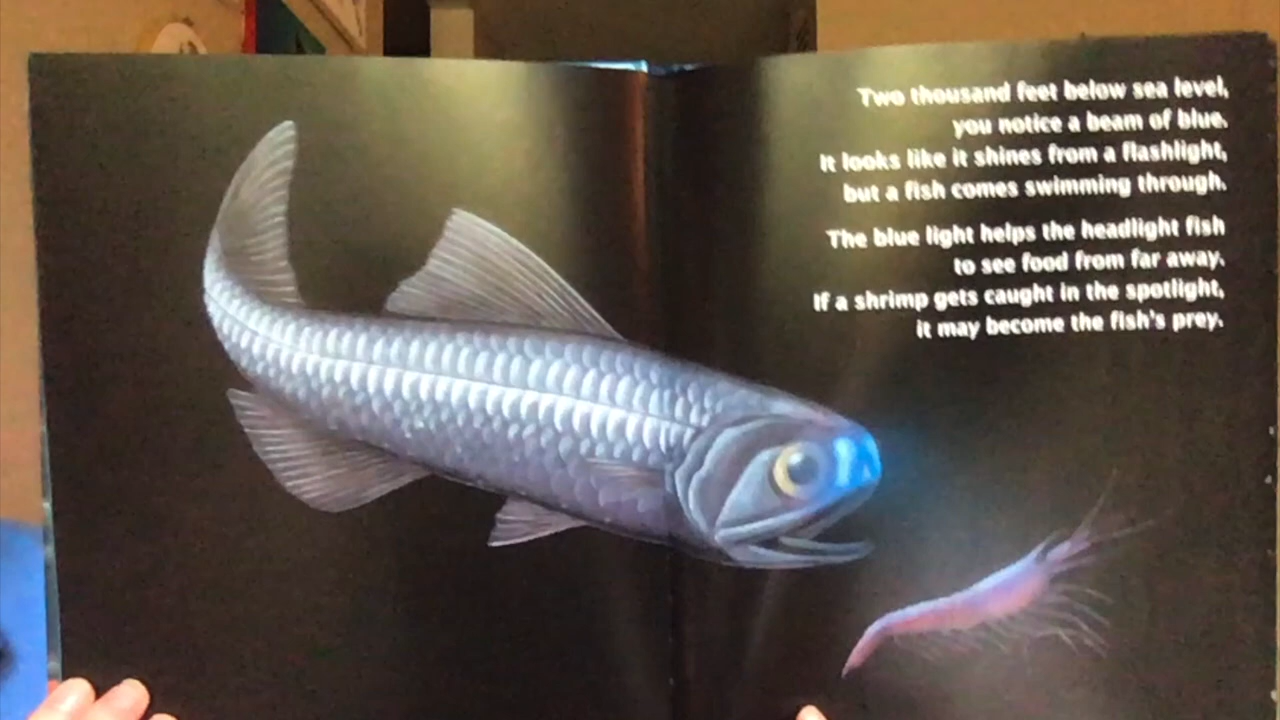 Two thousand feet below sea level,
you notice a beam of blue.
It looks like it shines from a flashlight,
but a fish comes swimming through.
The blue light helps the headlight fish
to see food from far away.
If a shrimp gets caught in the spotlight,
it may become the fish's prey.